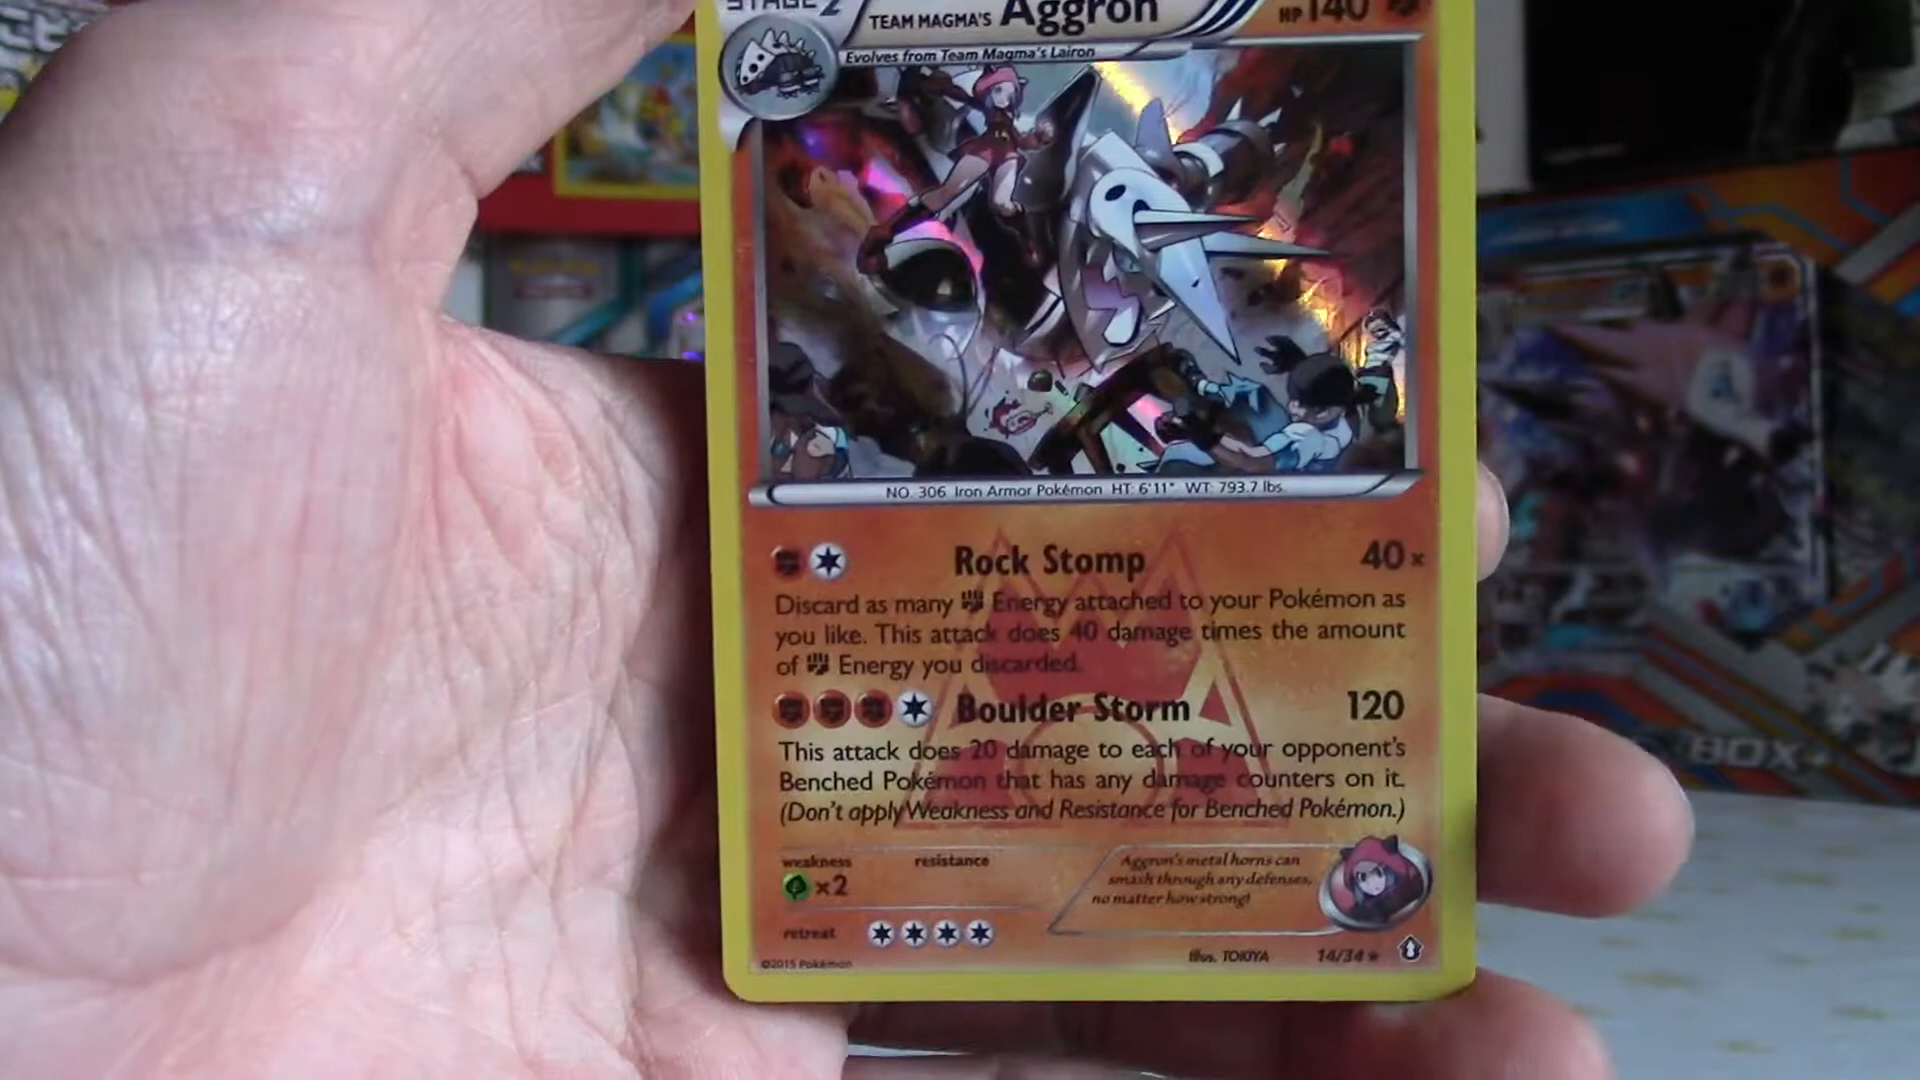 STAGE 2 TEAM MAGMA'S Aggron HP 140
Evolves from Team Magma's Lairon
NO. 306 Iron Armor Pokémon HT: 6'11" WT: 793.7 lbs.
Rock Stomp 40x
Discard as many Energy attached to your Pokémon as
you like. This attack does 40 damage times the amount
of Energy you discarded.
Boulder Storm 120
This attack does 20 damage to each of your opponent's
Benched Pokémon that has any damage counters on it.
(Don't apply Weakness and Resistance for Benched Pokémon.)
weakness resistance
x2
Aggron's metal horns can
smash through any defenses,
no matter how strong!
retreat
©2015 Pokémon Illus. TOKIYA 14/34
BOX